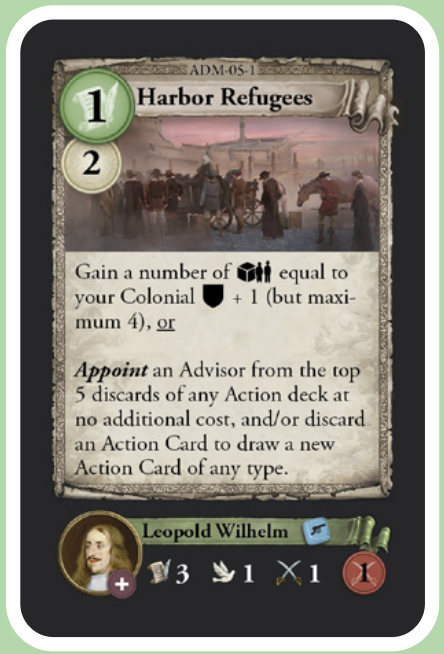 ADM-05-1
1 Harbor Refugees
2
Gain a number of equal to
your Colonial + 1 (but maxi-
mum 4), or
Appoint an Advisor from the top
5 discards of any Action deck at
no additional cost, and/or discard
an Action Card to draw a new
Action Card of any type.
Leopold Wilhelm
+ 3 1 1 1